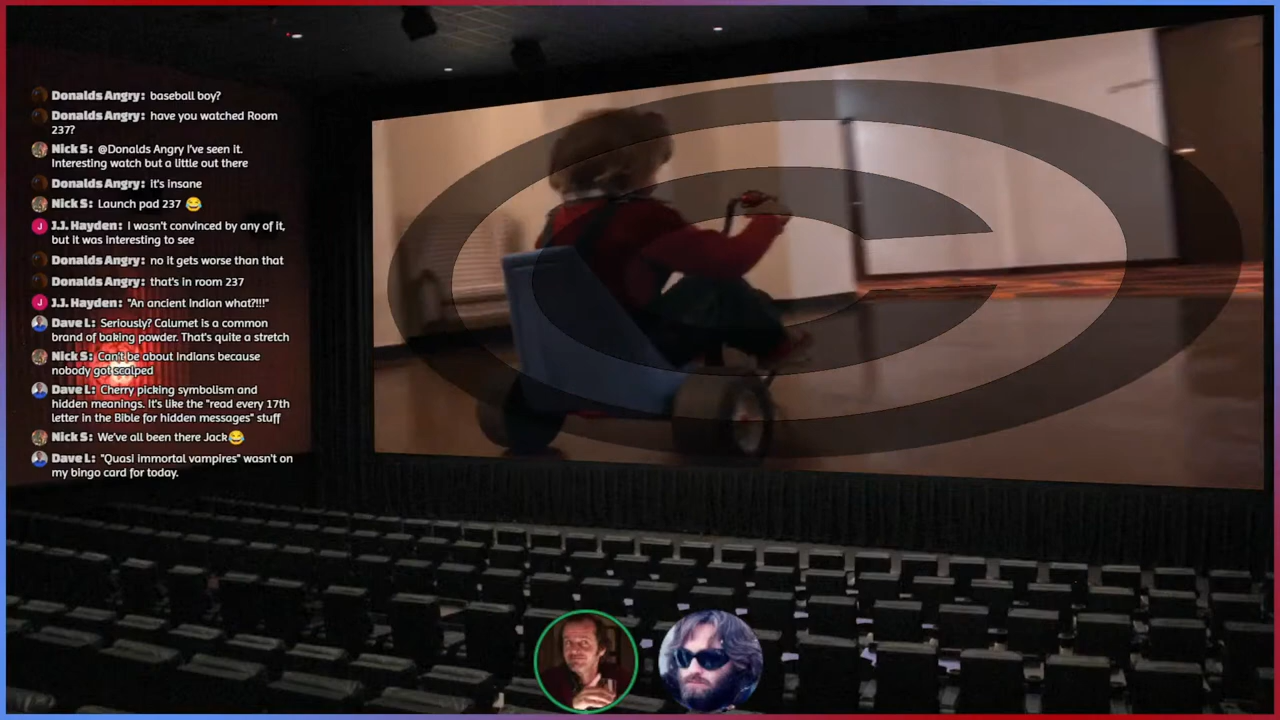 Donalds Angry: baseball boy?
Donalds Angry: have you watched Room
237?
Nick S: @Donalds Angry I've seen it.
Interesting watch but a little out there
Donalds Angry: it's insane
Nick S: Launch pad 237 😂
J
J.J. Hayden: I wasn't convinced by any of it,
but it was interesting to see
Donalds Angry: no it gets worse than that
Donalds Angry: that's in room 237
J
J.J. Hayden: "An ancient Indian what?!!!"
Dave L: Seriously? Calumet is a common
brand of baking powder. That's quite a stretch
Nick S: Can't be about Indians because
nobody got scalped
Dave L: Cherry picking symbolism and
hidden meanings. It's like the "read every 17th
letter in the Bible for hidden messages" stuff
Nick S: We've all been there Jack😂
Dave L: "Quasi immortal vampires" wasn't on
my bingo card for today.